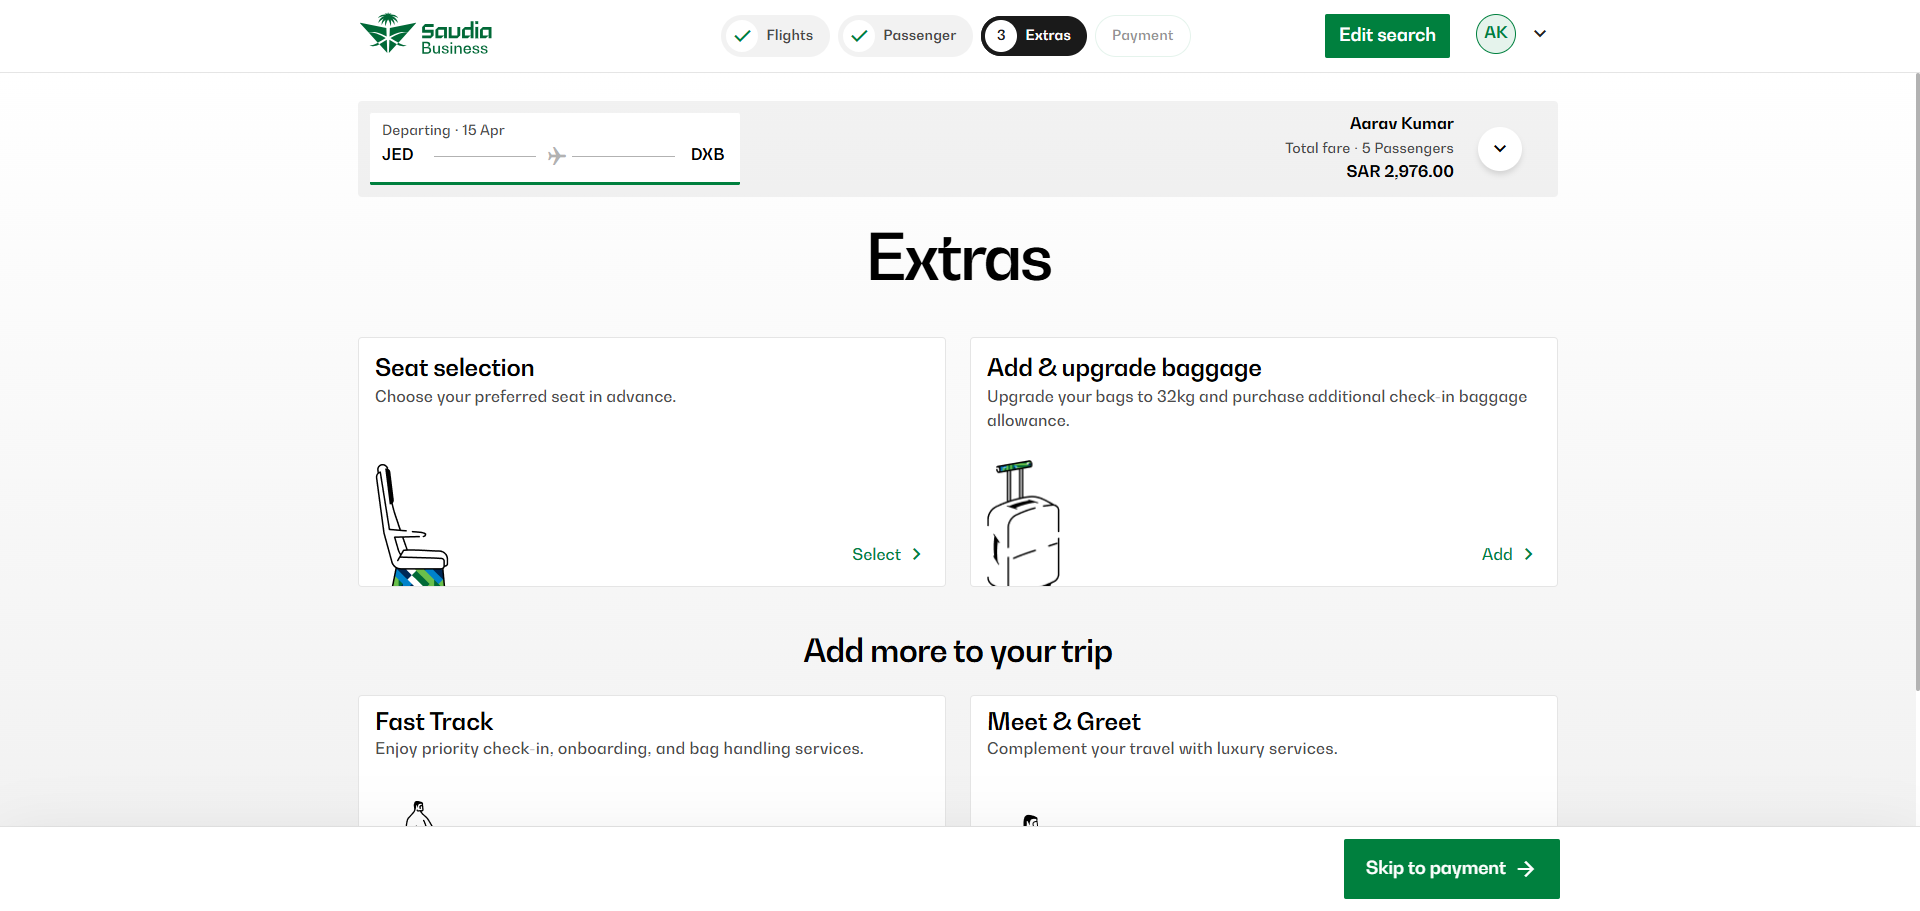 Saudia
Business
Flights
Passenger
3 Extras
Payment
Edit search
AK
Departing · 15 Apr
JED DXB
Aarav Kumar
Total fare · 5 Passengers
SAR 2,976.00
Extras
Seat selection
Choose your preferred seat in advance.
Select
Add & upgrade baggage
Upgrade your bags to 32kg and purchase additional check-in baggage
allowance.
Add
Add more to your trip
Fast Track
Enjoy priority check-in, onboarding, and bag handling services.
Meet & Greet
Complement your travel with luxury services.
Skip to payment